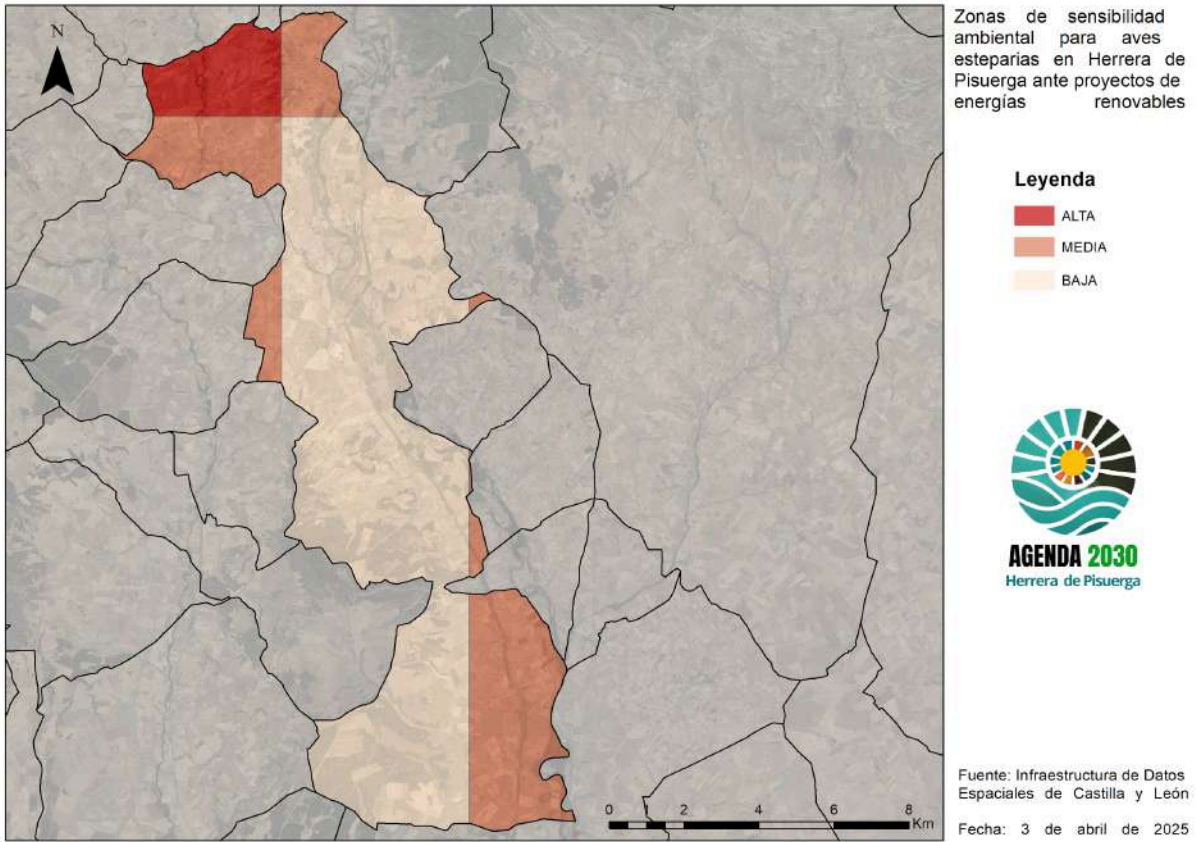 Zonas de sensibilidad
ambiental para aves
esteparias en Herrera de
Pisuerga ante proyectos de
energías renovables
N
Leyenda
ALTA
MEDIA
BAJA
AGENDA 2030
Herrera de Pisuerga
0 1 2 4 6 8
Km
Fuente: Infraestructura de Datos
Espaciales de Castilla y León
Fecha: 3 de abril de 2025